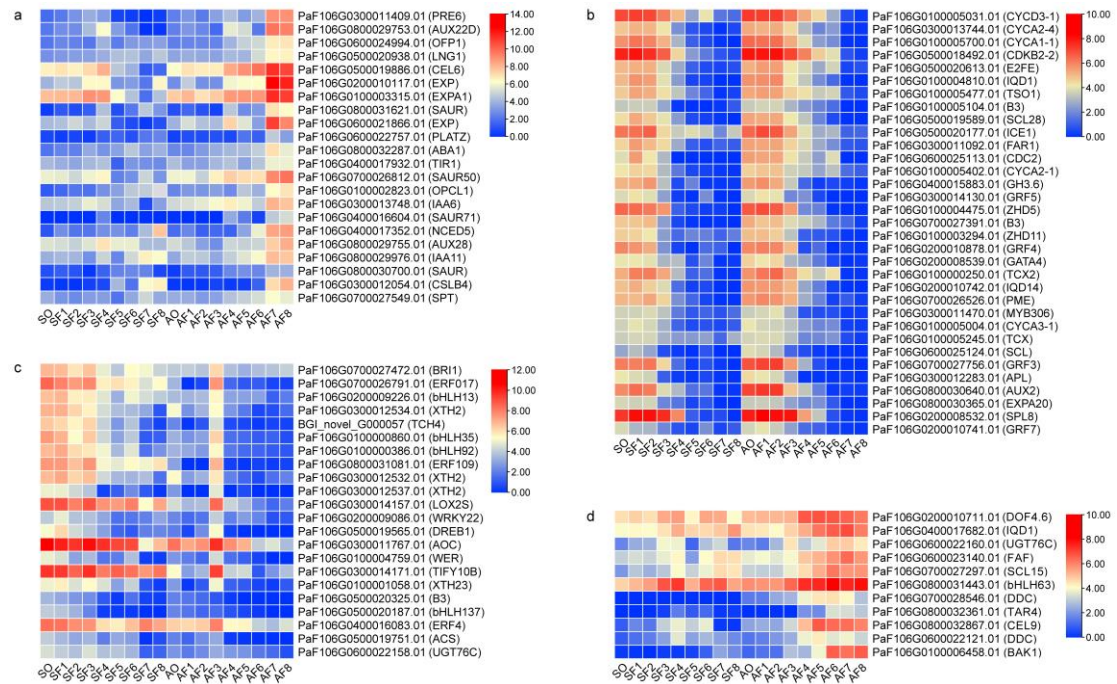 a
PaF106G0300011409.01 (PRE6)
PaF106G0800029753.01 (AUX22D)
PaF106G0600024994.01 (OFP1)
PaF106G0500020938.01 (LNG1)
PaF106G0500019886.01 (CEL6)
PaF106G0200010117.01 (EXP)
PaF106G0100003315.01 (EXPA1)
PaF106G0800031621.01 (SAUR)
PaF106G0600021866.01 (EXP)
PaF106G0600022757.01 (PLATZ)
PaF106G0800032287.01 (ABA1)
PaF106G0400017932.01 (TIR1)
PaF106G0700026812.01 (SAUR50)
PaF106G0100002823.01 (OPCL1)
PaF106G0300013748.01 (IAA6)
PaF106G0400016604.01 (SAUR71)
PaF106G0400017352.01 (NCED5)
PaF106G0800029755.01 (AUX28)
PaF106G0800029976.01 (IAA11)
PaF106G0800030700.01 (SAUR)
PaF106G0300012054.01 (CSLB4)
PaF106G0700027549.01 (SPT)
SO SF1 SF2 SF3 SF4 SF5 SF6 SF7 SF8 AO AF1 AF2 AF3 AF4 AF5 AF6 AF7 AF8
14.00
12.00
10.00
8.00
6.00
4.00
2.00
0.00
b
PaF106G0100005031.01 (CYCD3-1)
PaF106G0300013744.01 (CYCA2-4)
PaF106G0100005700.01 (CYCA1-1)
PaF106G0500018492.01 (CDKB2-2)
PaF106G0500020613.01 (E2FE)
PaF106G0100004810.01 (IQD1)
PaF106G0100005477.01 (TSO1)
PaF106G0100005104.01 (B3)
PaF106G0500019589.01 (SCL28)
PaF106G0500020177.01 (ICE1)
PaF106G0300011092.01 (FAR1)
PaF106G0600025113.01 (CDC2)
PaF106G0100005402.01 (CYCA2-1)
PaF106G0400015883.01 (GH3.6)
PaF106G0300014130.01 (GRF5)
PaF106G0100004475.01 (ZHD5)
PaF106G0700027391.01 (B3)
PaF106G0100003294.01 (ZHD11)
PaF106G0200010878.01 (GRF4)
PaF106G0200008539.01 (GATA4)
PaF106G0100000250.01 (TCX2)
PaF106G0200010742.01 (IQD14)
PaF106G0700026526.01 (PME)
PaF106G0300011470.01 (MYB306)
PaF106G0100005004.01 (CYCA3-1)
PaF106G0100005245.01 (TCX)
PaF106G0600025124.01 (SCL)
PaF106G0700027756.01 (GRF3)
PaF106G0300012283.01 (APL)
PaF106G0800030640.01 (AUX2)
PaF106G0800030365.01 (EXPA20)
PaF106G0200008532.01 (SPL8)
PaF106G0200010741.01 (GRF7)
SO SF1 SF2 SF3 SF4 SF5 SF6 SF7 SF8 AO AF1 AF2 AF3 AF4 AF5 AF6 AF7 AF8
10.00
8.00
6.00
4.00
2.00
0.00
c
PaF106G0700027472.01 (BRI1)
PaF106G0700026791.01 (ERF017)
PaF106G0200009226.01 (bHLH13)
PaF106G0300012534.01 (XTH2)
BGI_novel_G000057 (TCH4)
PaF106G0100000860.01 (bHLH35)
PaF106G0100000386.01 (bHLH92)
PaF106G0800031081.01 (ERF109)
PaF106G0300012532.01 (XTH2)
PaF106G0300012537.01 (XTH2)
PaF106G0300014157.01 (LOX2S)
PaF106G0200009086.01 (WRKY22)
PaF106G0500019565.01 (DREB1)
PaF106G0300011767.01 (AOC)
PaF106G0100004759.01 (WER)
PaF106G0300014171.01 (TIFY10B)
PaF106G0100001058.01 (XTH23)
PaF106G0500020325.01 (B3)
PaF106G0500020187.01 (bHLH137)
PaF106G0400016083.01 (ERF4)
PaF106G0500019751.01 (ACS)
PaF106G0600022158.01 (UGT76C)
SO SF1 SF2 SF3 SF4 SF5 SF6 SF7 SF8 AO AF1 AF2 AF3 AF4 AF5 AF6 AF7 AF8
12.00
10.00
8.00
6.00
4.00
2.00
0.00
d
PaF106G0200010711.01 (DOF4.6)
PaF106G0400017682.01 (IQD1)
PaF106G0600022160.01 (UGT76C)
PaF106G0600023140.01 (FAF)
PaF106G0700027297.01 (SCL15)
PaF106G0800031443.01 (bHLH63)
PaF106G0700028546.01 (DDC)
PaF106G0800032361.01 (TAR4)
PaF106G0800032867.01 (CEL9)
PaF106G0600022121.01 (DDC)
PaF106G0100006458.01 (BAK1)
SO SF1 SF2 SF3 SF4 SF5 SF6 SF7 SF8 AO AF1 AF2 AF3 AF4 AF5 AF6 AF7 AF8
10.00
8.00
6.00
4.00
2.00
0.00